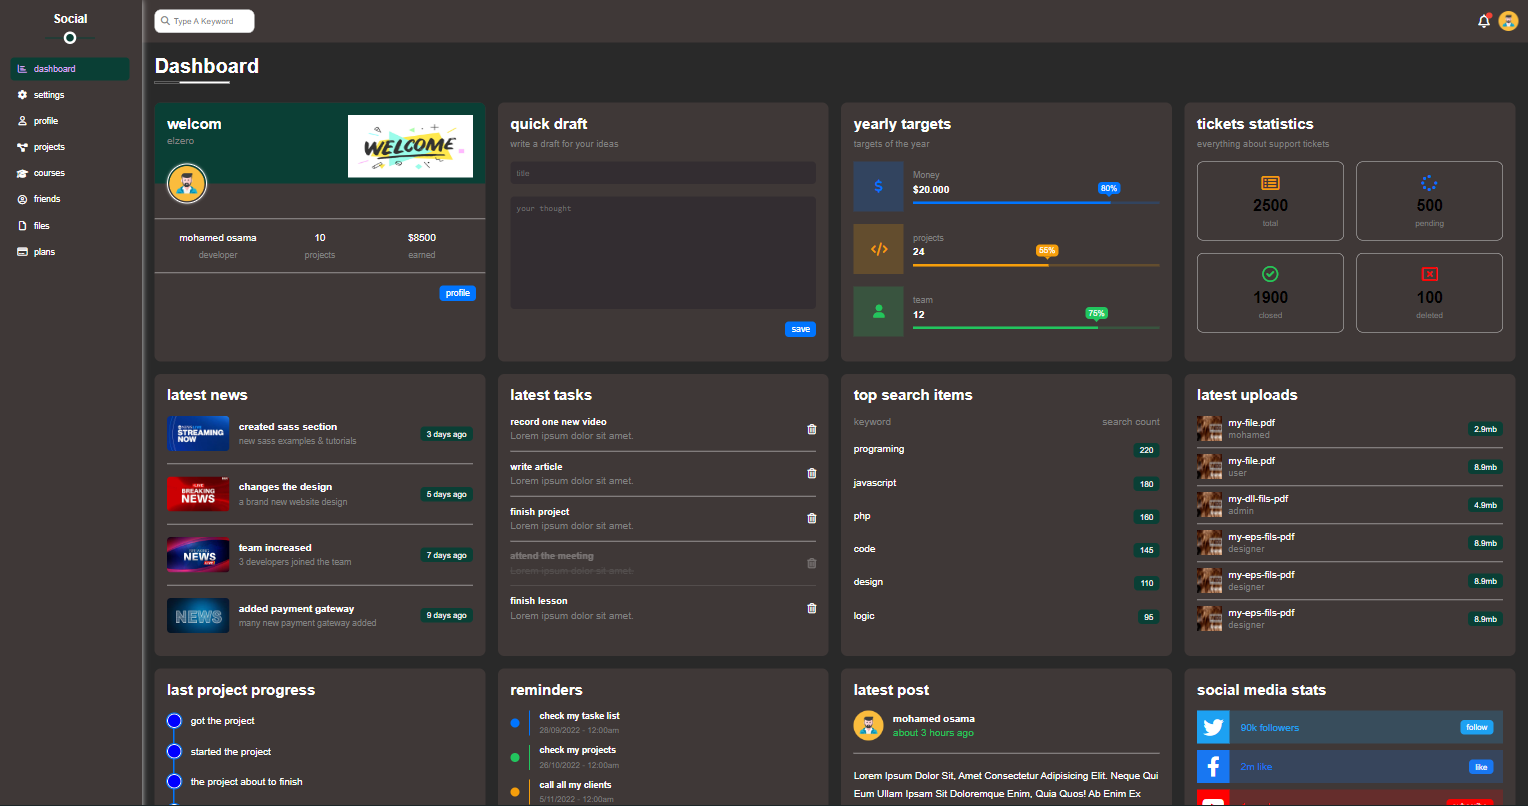 Social
dashboard
settings
profile
projects
courses
friends
files
plans
Type A Keyword
Dashboard
welcom
elzero
WELCOME
mohamed osama
developer
10
projects
$8500
earned
profile
quick draft
write a draft for your ideas
title
your thought
save
yearly targets
targets of the year
Money
$20.000
80%
projects
24
55%
team
12
75%
tickets statistics
everything about support tickets
2500
total
500
pending
1900
closed
100
deleted
latest news
STREAMING
NOW
created sass section
new sass examples & tutorials
3 days ago
BREAKING
NEWS
changes the design
a brand new website design
5 days ago
NEWS
team increased
3 developers joined the team
7 days ago
NEWS
added payment gateway
many new payment gateway added
9 days ago
latest tasks
record one new video
Lorem ipsum dolor sit amet.
write article
Lorem ipsum dolor sit amet.
finish project
Lorem ipsum dolor sit amet.
attend the meeting
Lorem ipsum dolor sit amet.
finish lesson
Lorem ipsum dolor sit amet.
top search items
keyword search count
programing 220
javascript 180
php 160
code 145
design 110
logic 95
latest uploads
my-file.pdf
mohamed
2.9mb
my-file.pdf
user
8.9mb
my-dll-fils-pdf
admin
4.9mb
my-eps-fils-pdf
designer
8.9mb
my-eps-fils-pdf
designer
8.9mb
my-eps-fils-pdf
designer
8.9mb
last project progress
got the project
started the project
the project about to finish
reminders
check my taske list
28/09/2022 - 12:00am
check my projects
26/10/2022 - 12:00am
call all my clients
5/11/2022 - 12:00am
latest post
mohamed osama
about 3 hours ago
Lorem Ipsum Dolor Sit, Amet Consectetur Adipisicing Elit. Neque Qui
Eum Ullam Ipsam Sit Doloremque Enim, Quia Quos! Ab Enim Ex
social media stats
90k followers
follow
2m like
like